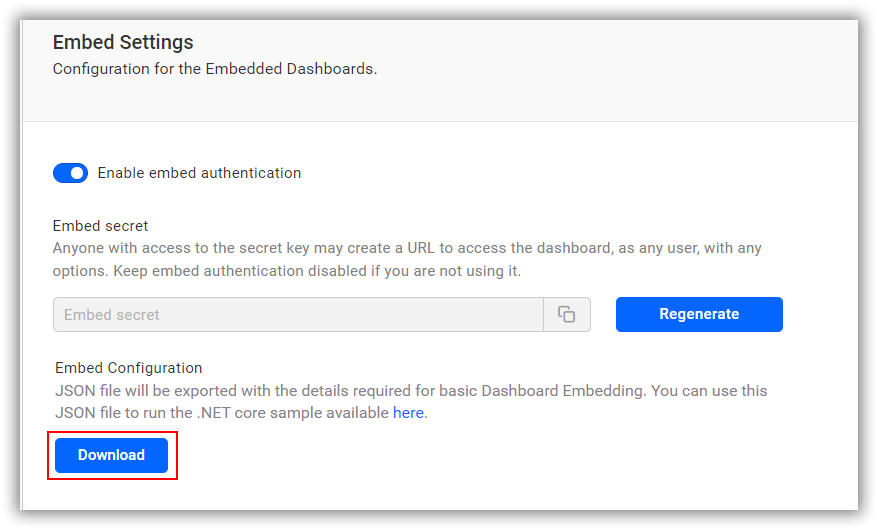 Embed Settings
Configuration for the Embedded Dashboards.
Enable embed authentication
Embed secret
Anyone with access to the secret key may create a URL to access the dashboard, as any user, with any
options. Keep embed authentication disabled if you are not using it.
Embed secret
Regenerate
Embed Configuration
JSON file will be exported with the details required for basic Dashboard Embedding. You can use this
JSON file to run the .NET core sample available here.
Download